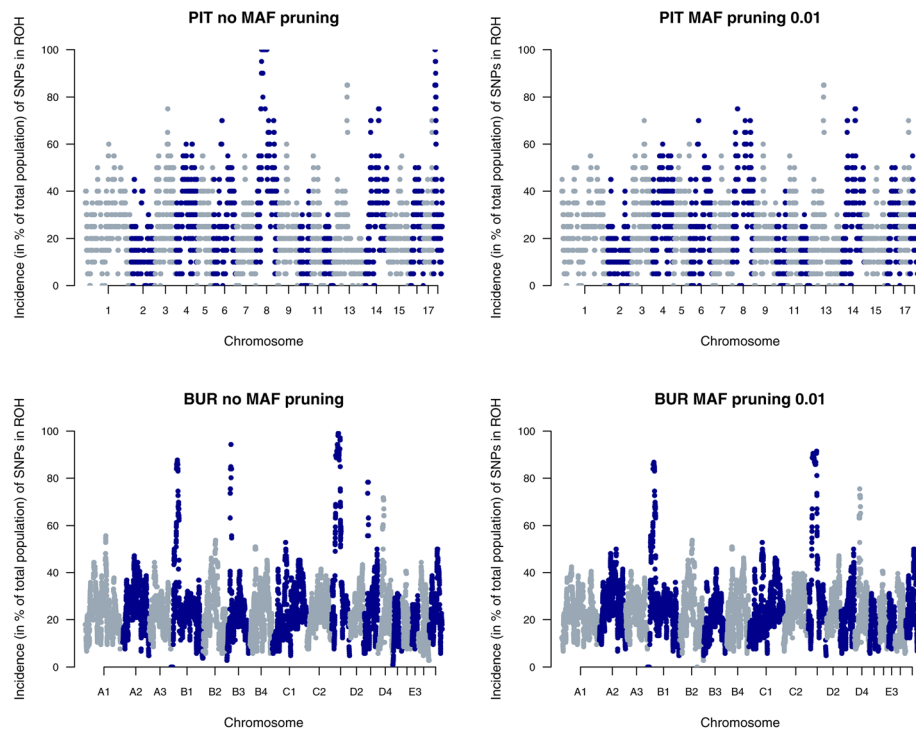 PIT no MAF pruning
Incidence (in % of total population) of SNPs in ROH
100
80
60
40
20
0
1 2 3 4 5 6 7 8 9 11 13 14 15 17
Chromosome
PIT MAF pruning 0.01
Incidence (in % of total population) of SNPs in ROH
100
80
60
40
20
0
1 2 3 4 5 6 7 8 9 11 13 14 15 17
Chromosome
BUR no MAF pruning
Incidence (in % of total population) of SNPs in ROH
100
80
60
40
20
0
A1 A2 A3 B1 B2 B3 B4 C1 C2 D2 D4 E3
Chromosome
BUR MAF pruning 0.01
Incidence (in % of total population) of SNPs in ROH
100
80
60
40
20
0
A1 A2 A3 B1 B2 B3 B4 C1 C2 D2 D4 E3
Chromosome